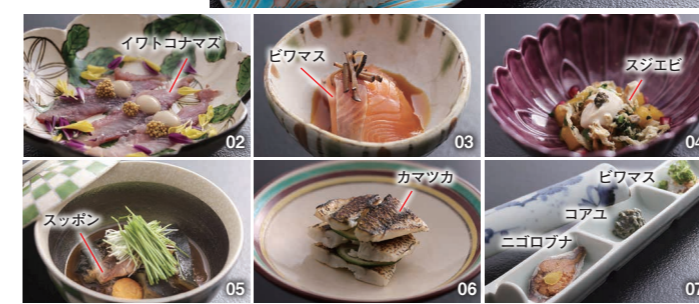 イワトコナマズ
02
ビワマス
03
スジエビ
04
スッポン
05
カマツカ
06
ビワマス
コアユ
ニゴロブナ
07